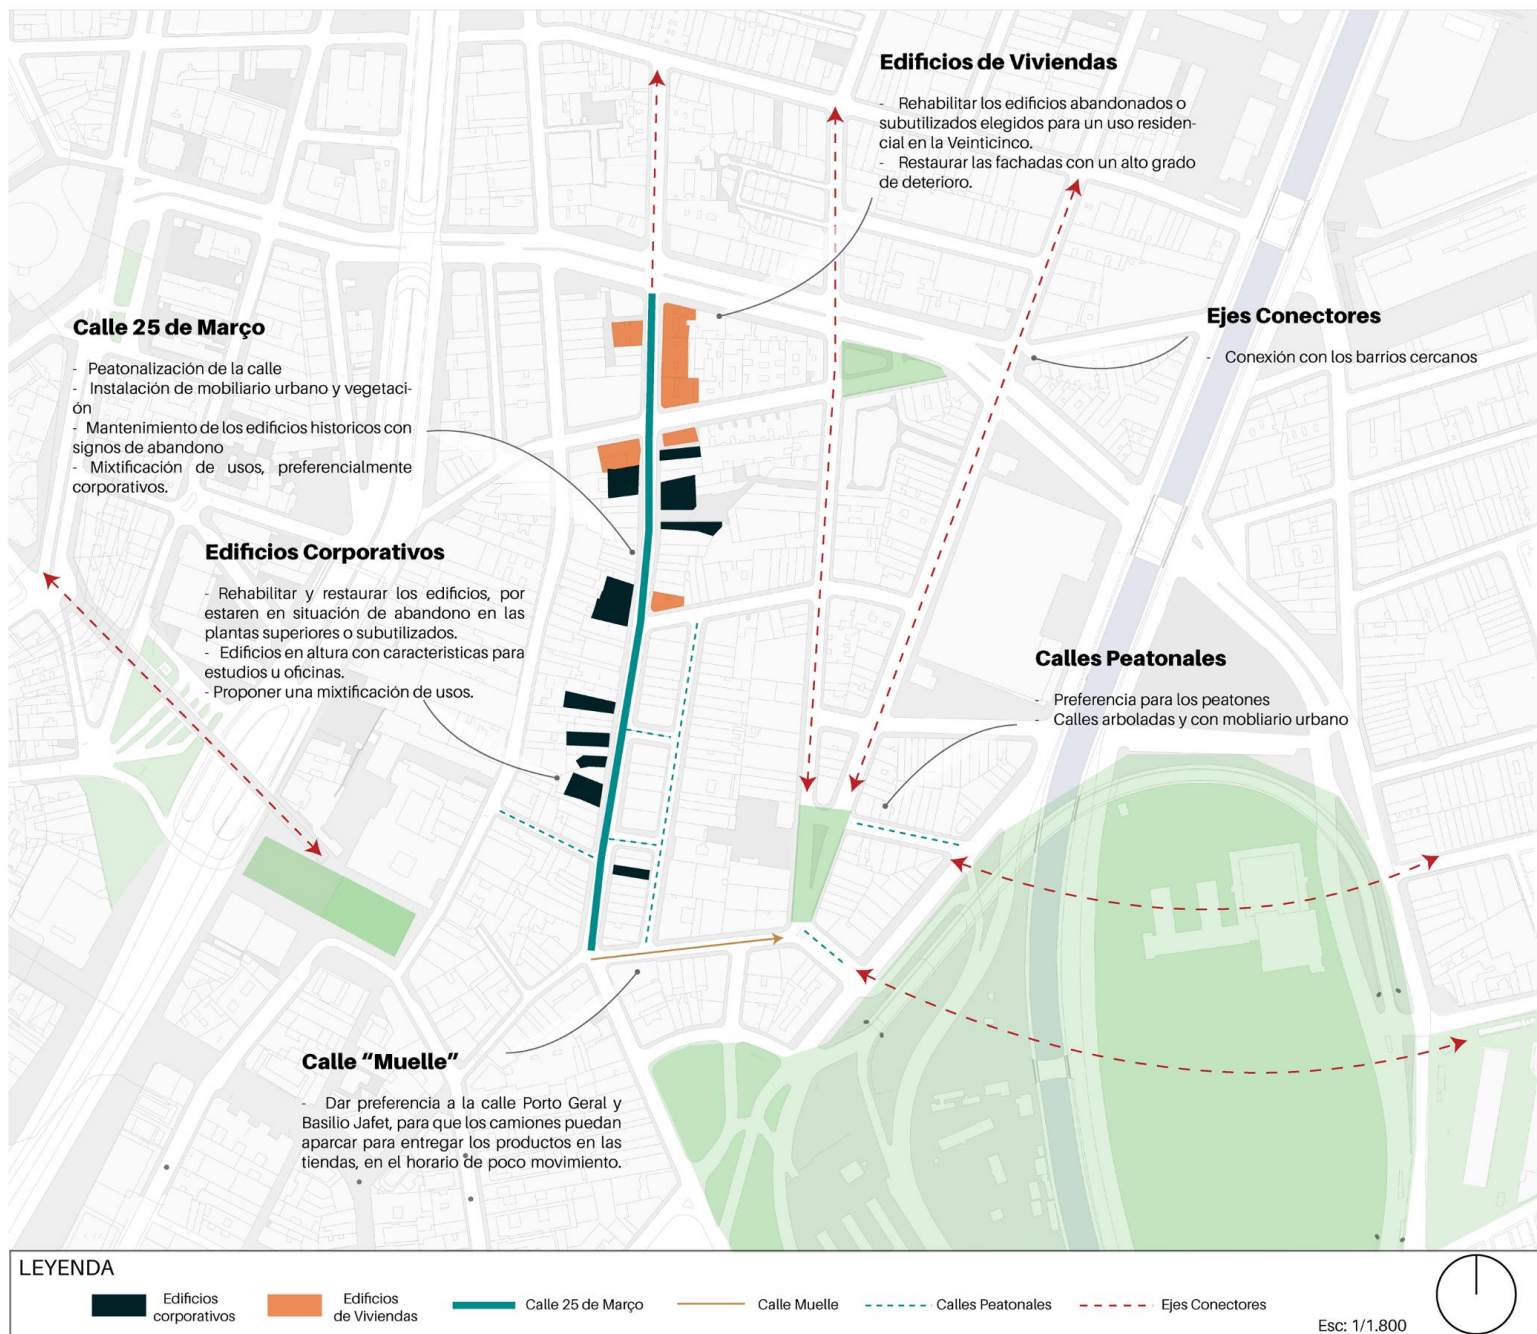 Edificios de Viviendas
- Rehabilitar los edificios abandonados o
subutilizados elegidos para un uso residen-
cial en la Veinticinco.
- Restaurar las fachadas con un alto grado
de deterioro.
Calle 25 de Março
- Peatonalización de la calle
- Instalación de mobiliario urbano y vegetaci-
ón
- Mantenimiento de los edificios historicos con
signos de abandono
- Mixtificación de usos, preferencialmente
corporativos.
Ejes Conectores
- Conexión con los barrios cercanos
Edificios Corporativos
- Rehabilitar y restaurar los edificios, por
estaren en situación de abandono en las
plantas superiores o subutilizados.
- Edificios en altura con caracteristicas para
estudios u oficinas.
- Proponer una mixtificación de usos.
Calles Peatonales
- Preferencia para los peatones
- Calles arboladas y con mobliario urbano
Calle “Muelle”
- Dar preferencia a la calle Porto Geral y
Basilio Jafet, para que los camiones puedan
aparcar para entregar los productos en las
tiendas, en el horario de poco movimiento.
LEYENDA
Edificios
corporativos
Edificios
de Viviendas
Calle 25 de Março
Calle Muelle
Calles Peatonales
Ejes Conectores
Esc: 1/1.800